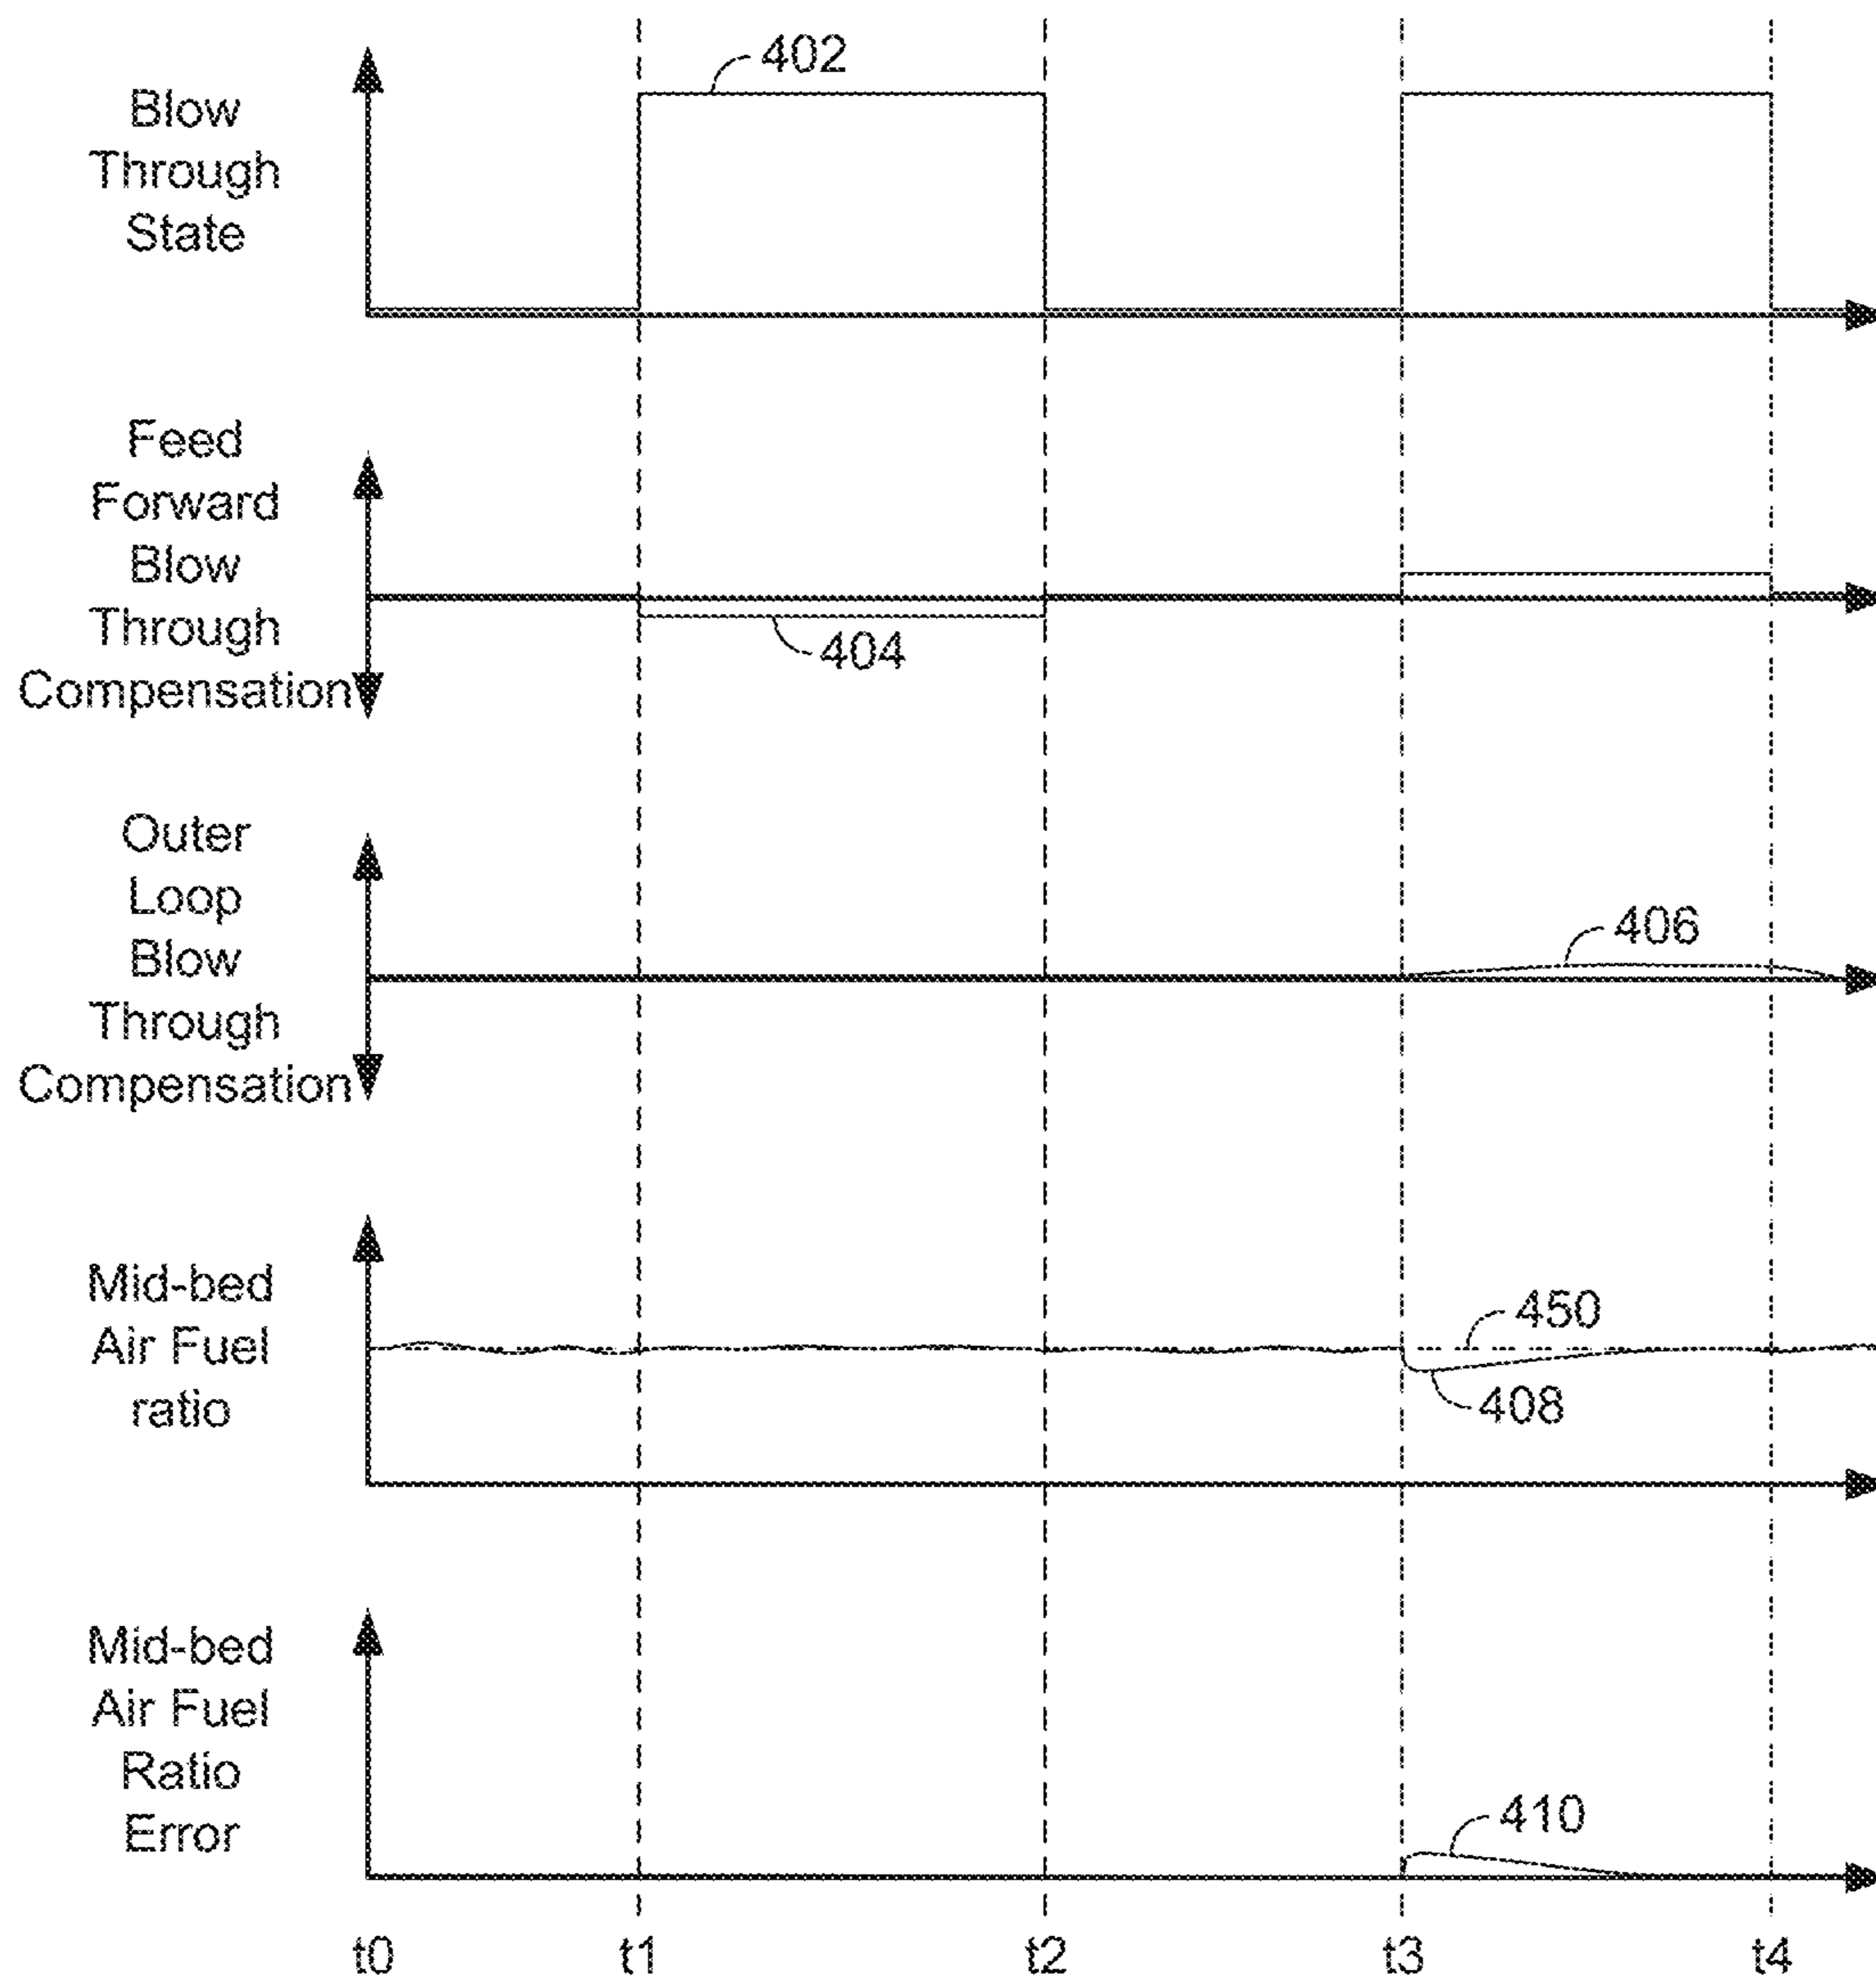 402
Blow
Through
State
Feed
Forward
Blow
Through
Compensation
404
Outer
Loop
Blow
Through
Compensation
406
Mid-bed
Air Fuel
ratio
450
408
Mid-bed
Air Fuel
Ratio
Error
410
t0 t1 t2 t3 t4